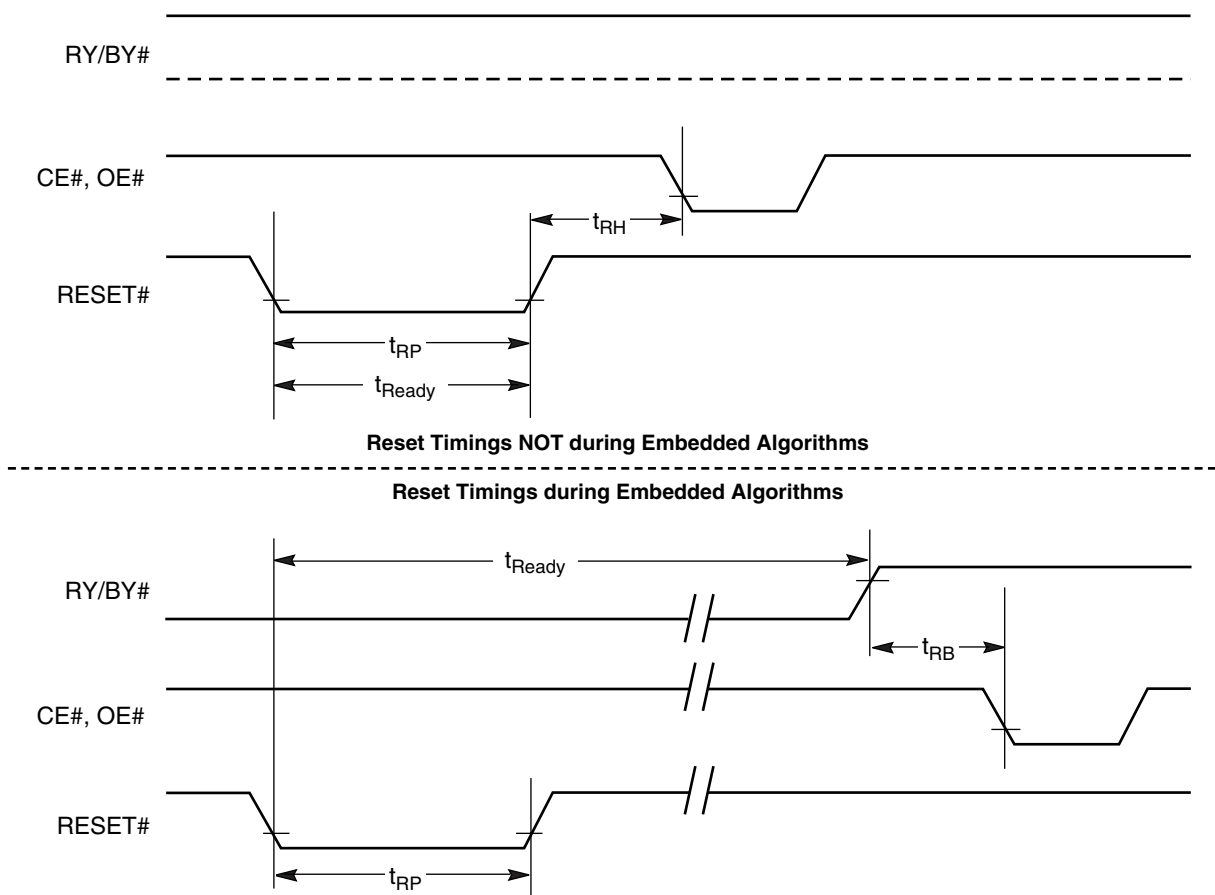 RY/BY#
CE#, OE#
tRH
RESET#
tRP
tReady
Reset Timings NOT during Embedded Algorithms
Reset Timings during Embedded Algorithms
tReady
RY/BY#
tRB
CE#, OE#
RESET#
tRP